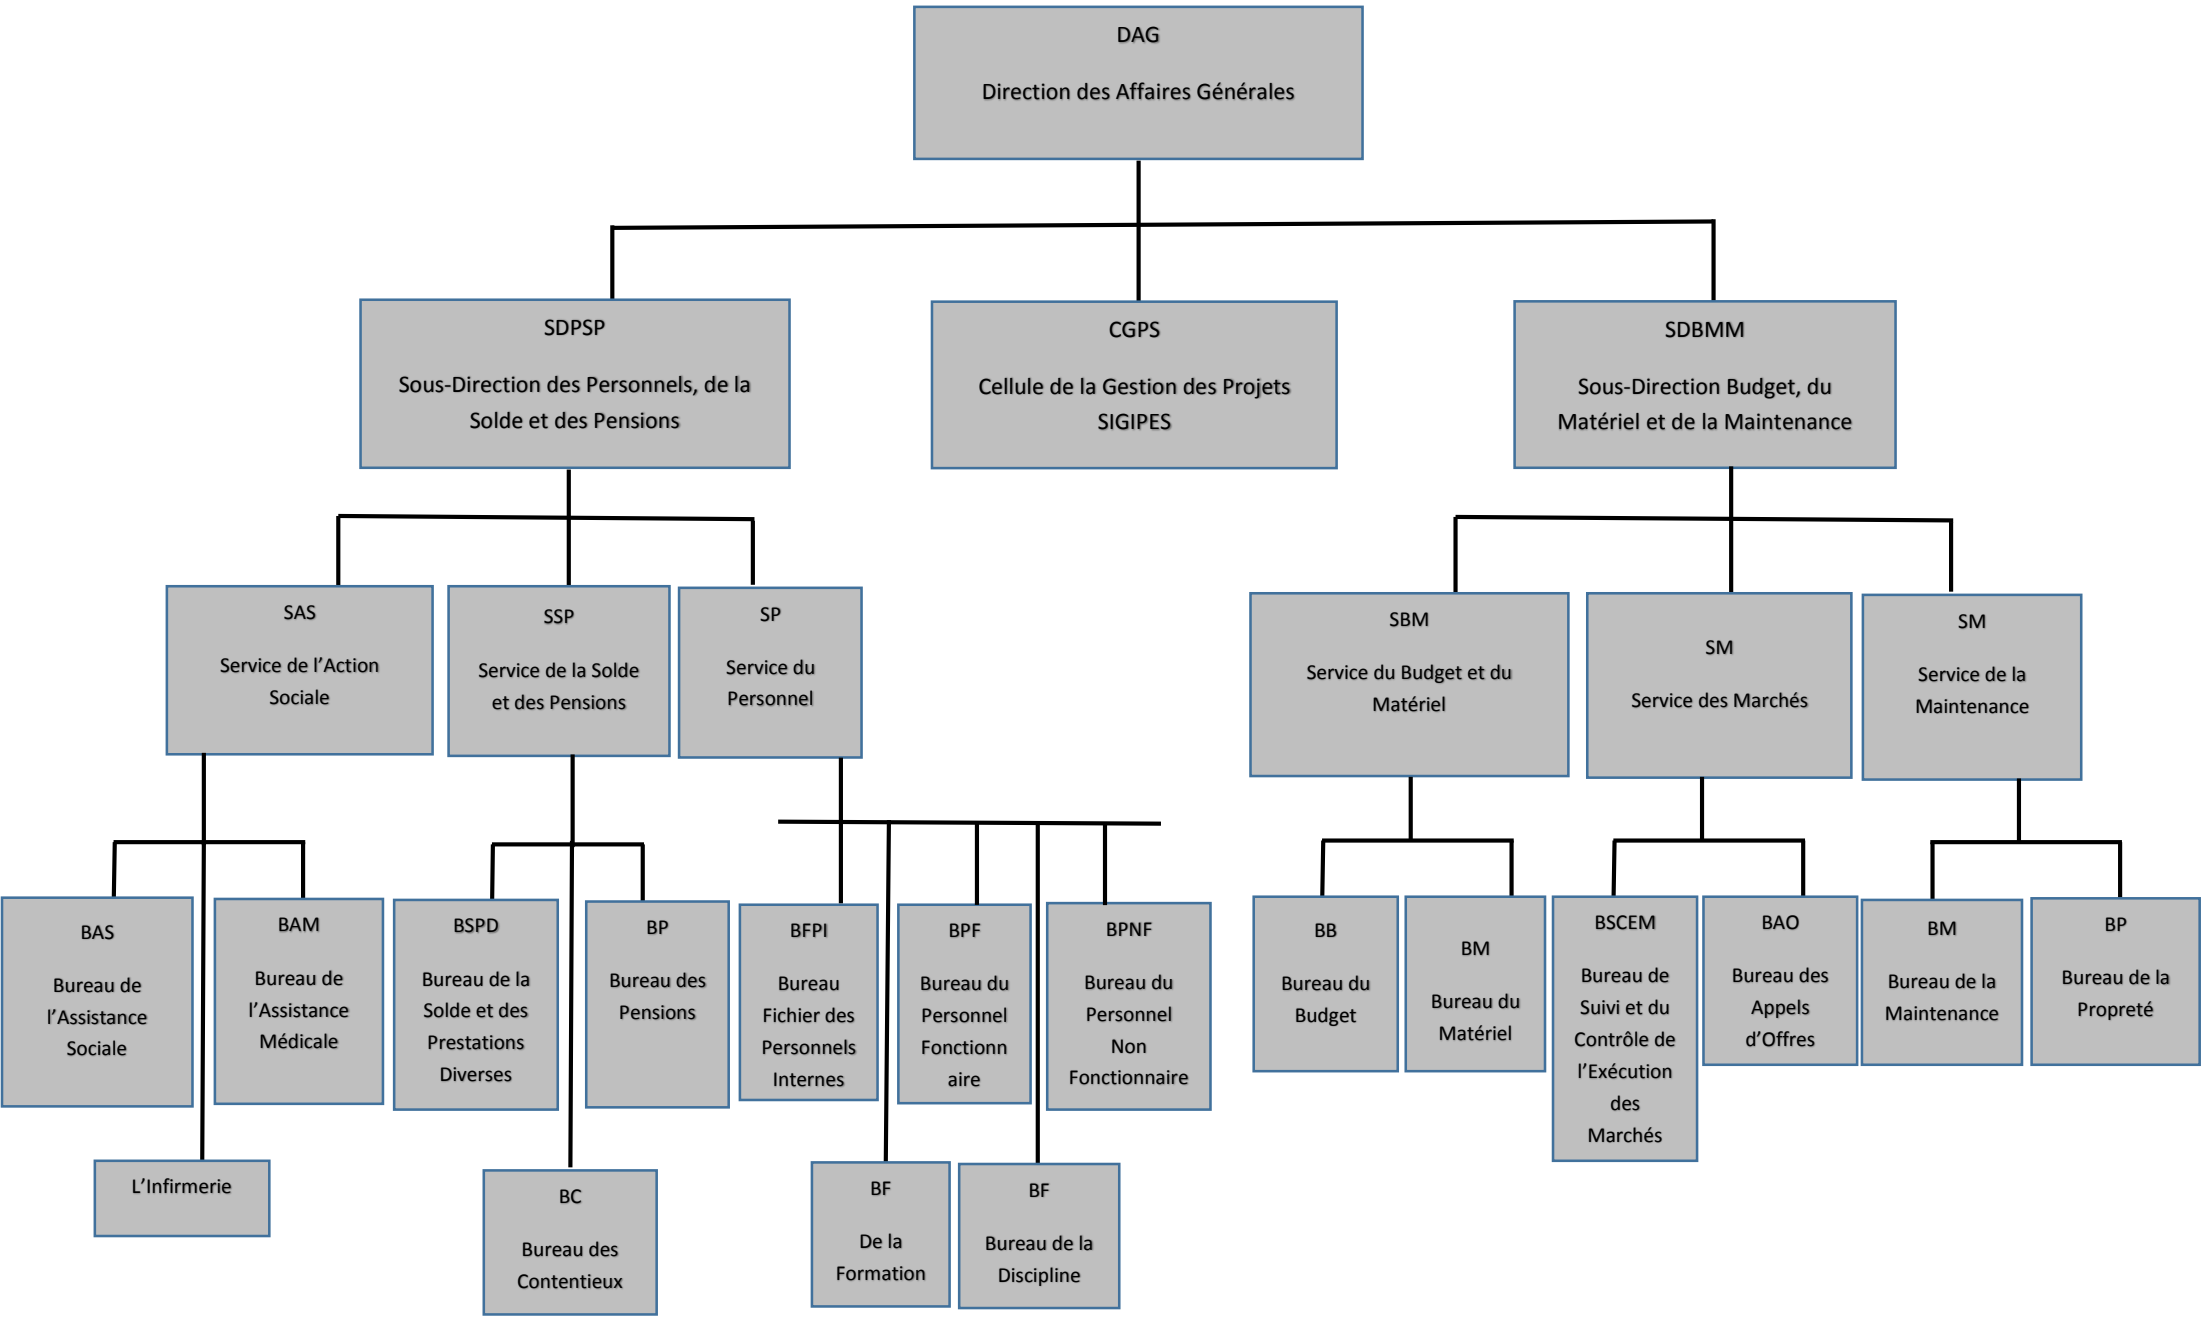 DAG
Direction des Affaires Générales
SDPSP
Sous-Direction des Personnels, de la
Solde et des Pensions
CGPS
Cellule de la Gestion des Projets
SIGIPES
SDBMM
Sous-Direction Budget, du
Matériel et de la Maintenance
SAS
Service de l’Action
Sociale
SSP
Service de la Solde
et des Pensions
SP
Service du
Personnel
SBM
Service du Budget et du
Matériel
SM
Service des Marchés
SM
Service de la
Maintenance
BAS
Bureau de
l’Assistance
Sociale
BAM
Bureau de
l’Assistance
Médicale
BSPD
Bureau de la
Solde et des
Prestations
Diverses
BP
Bureau des
Pensions
BFPI
Bureau
Fichier des
Personnels
Internes
BPF
Bureau du
Personnel
Fonctionn
aire
BPNF
Bureau du
Personnel
Non
Fonctionnaire
BB
Bureau du
Budget
BM
Bureau du
Matériel
BSCEM
Bureau de
Suivi et du
Contrôle de
l’Exécution
des
Marchés
BAO
Bureau des
Appels
d’Offres
BM
Bureau de la
Maintenance
BP
Bureau de la
Propreté
L’Infirmerie
BC
Bureau des
Contentieux
BF
De la
Formation
BF
Bureau de la
Discipline